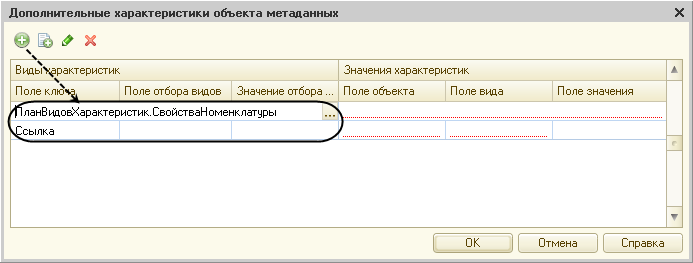 Дополнительные характеристики объекта метаданных
Виды характеристик Значения характеристик
Поле ключа Поле отбора видов Значение отбора ... Поле объекта Поле вида Поле значения
ПланВидовХарактеристик.СвойстваНоменклатуры ...
Ссылка
OK Отмена Справка